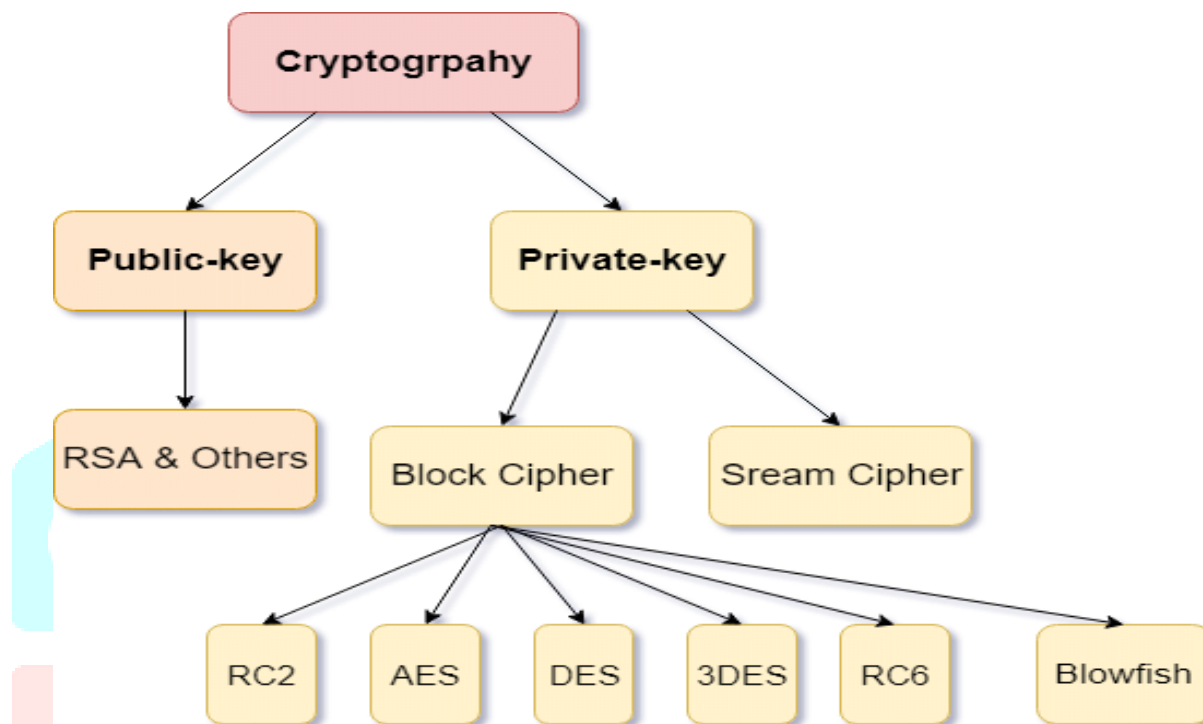 Cryptogrpahy
Public-key
Private-key
RSA & Others
Block Cipher
Sream Cipher
RC2
AES
DES
3DES
RC6
Blowfish